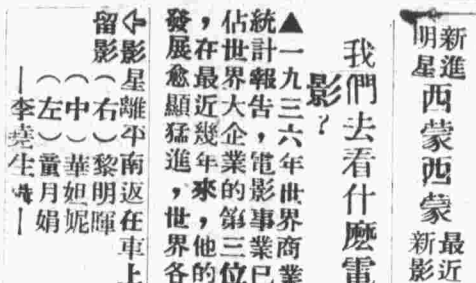 新進
明星
西蒙西蒙
最近
新影
我們去看什麼電
影？
▲一九三六年世界商業
統計報告，電影事業已
佔世界大企業的第三位
，在最近幾年來，他的
發展愈顯猛進，世界各
影星離平南返在車上
留影
（右）黎明暉
（中）華妲妮
（左）童月娟
—李堯生